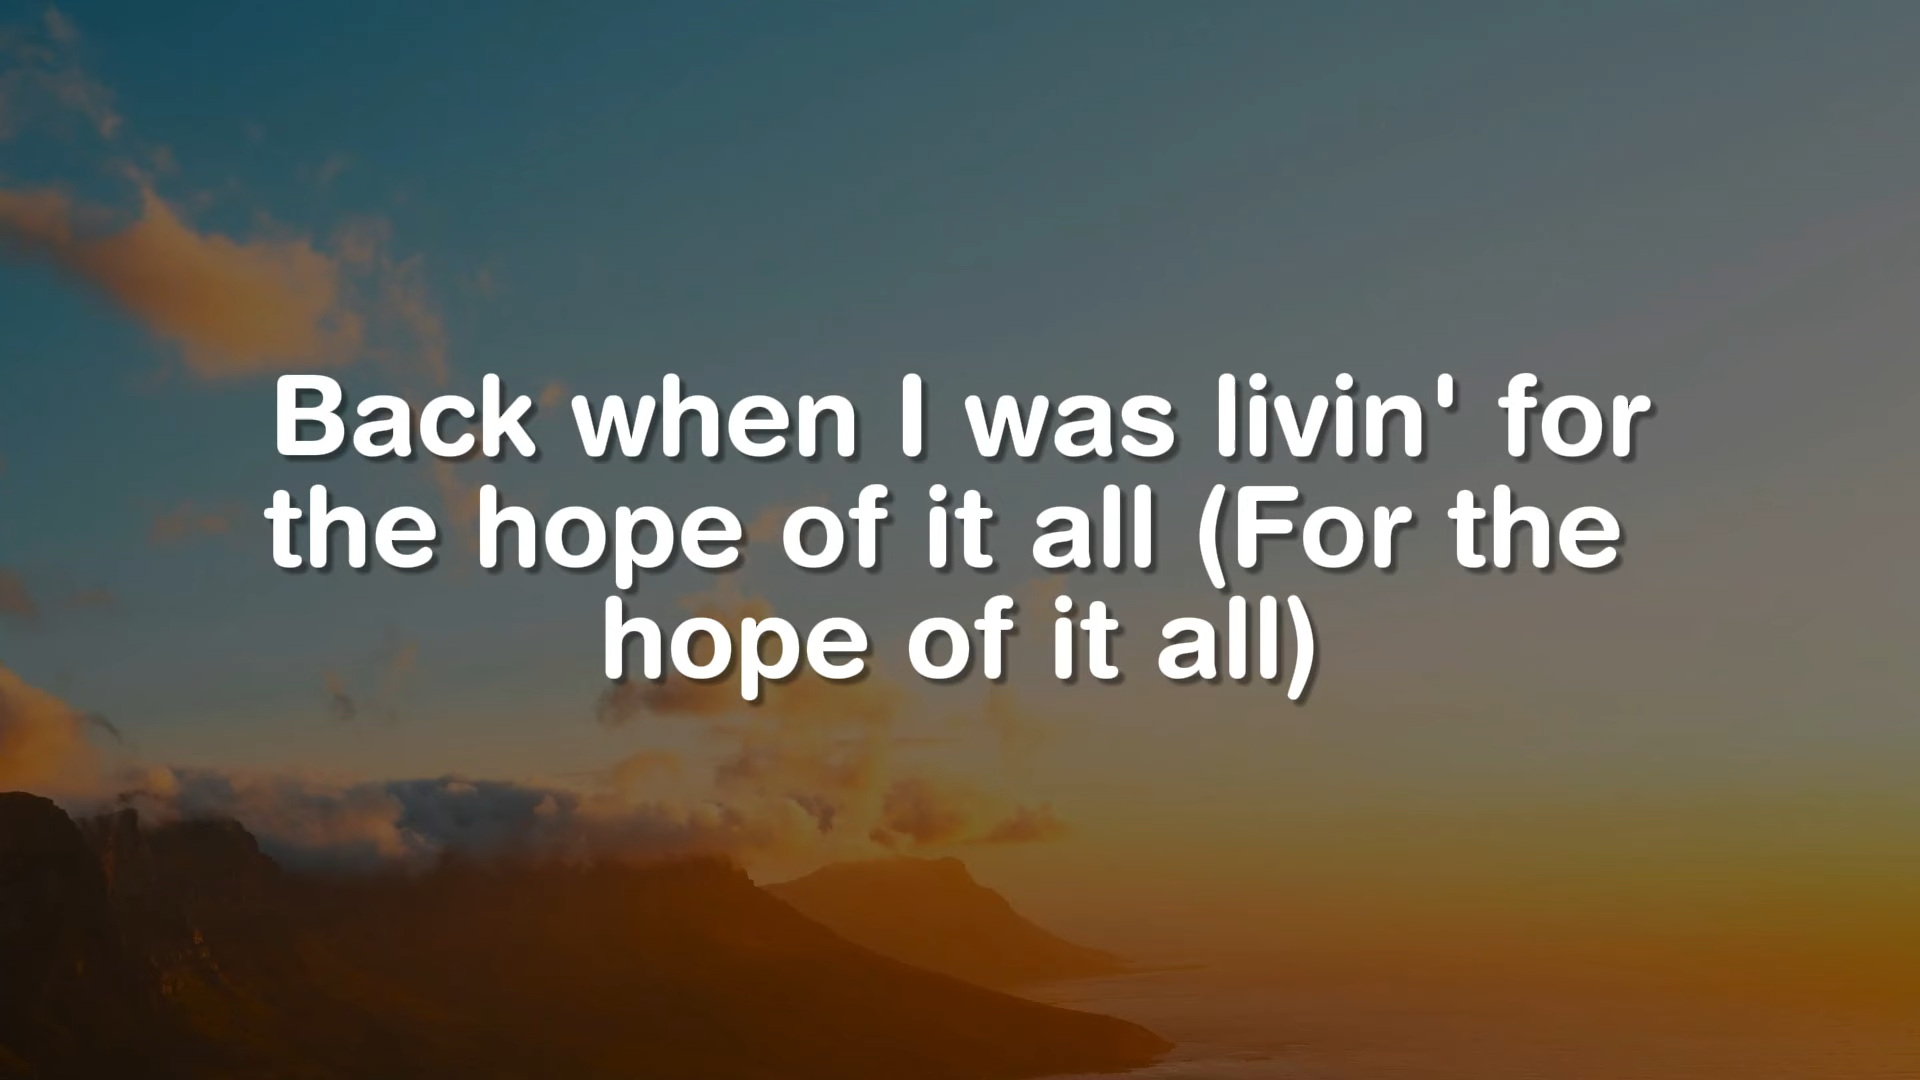 Back when I was livin' for
the hope of it all (For the
hope of it all)